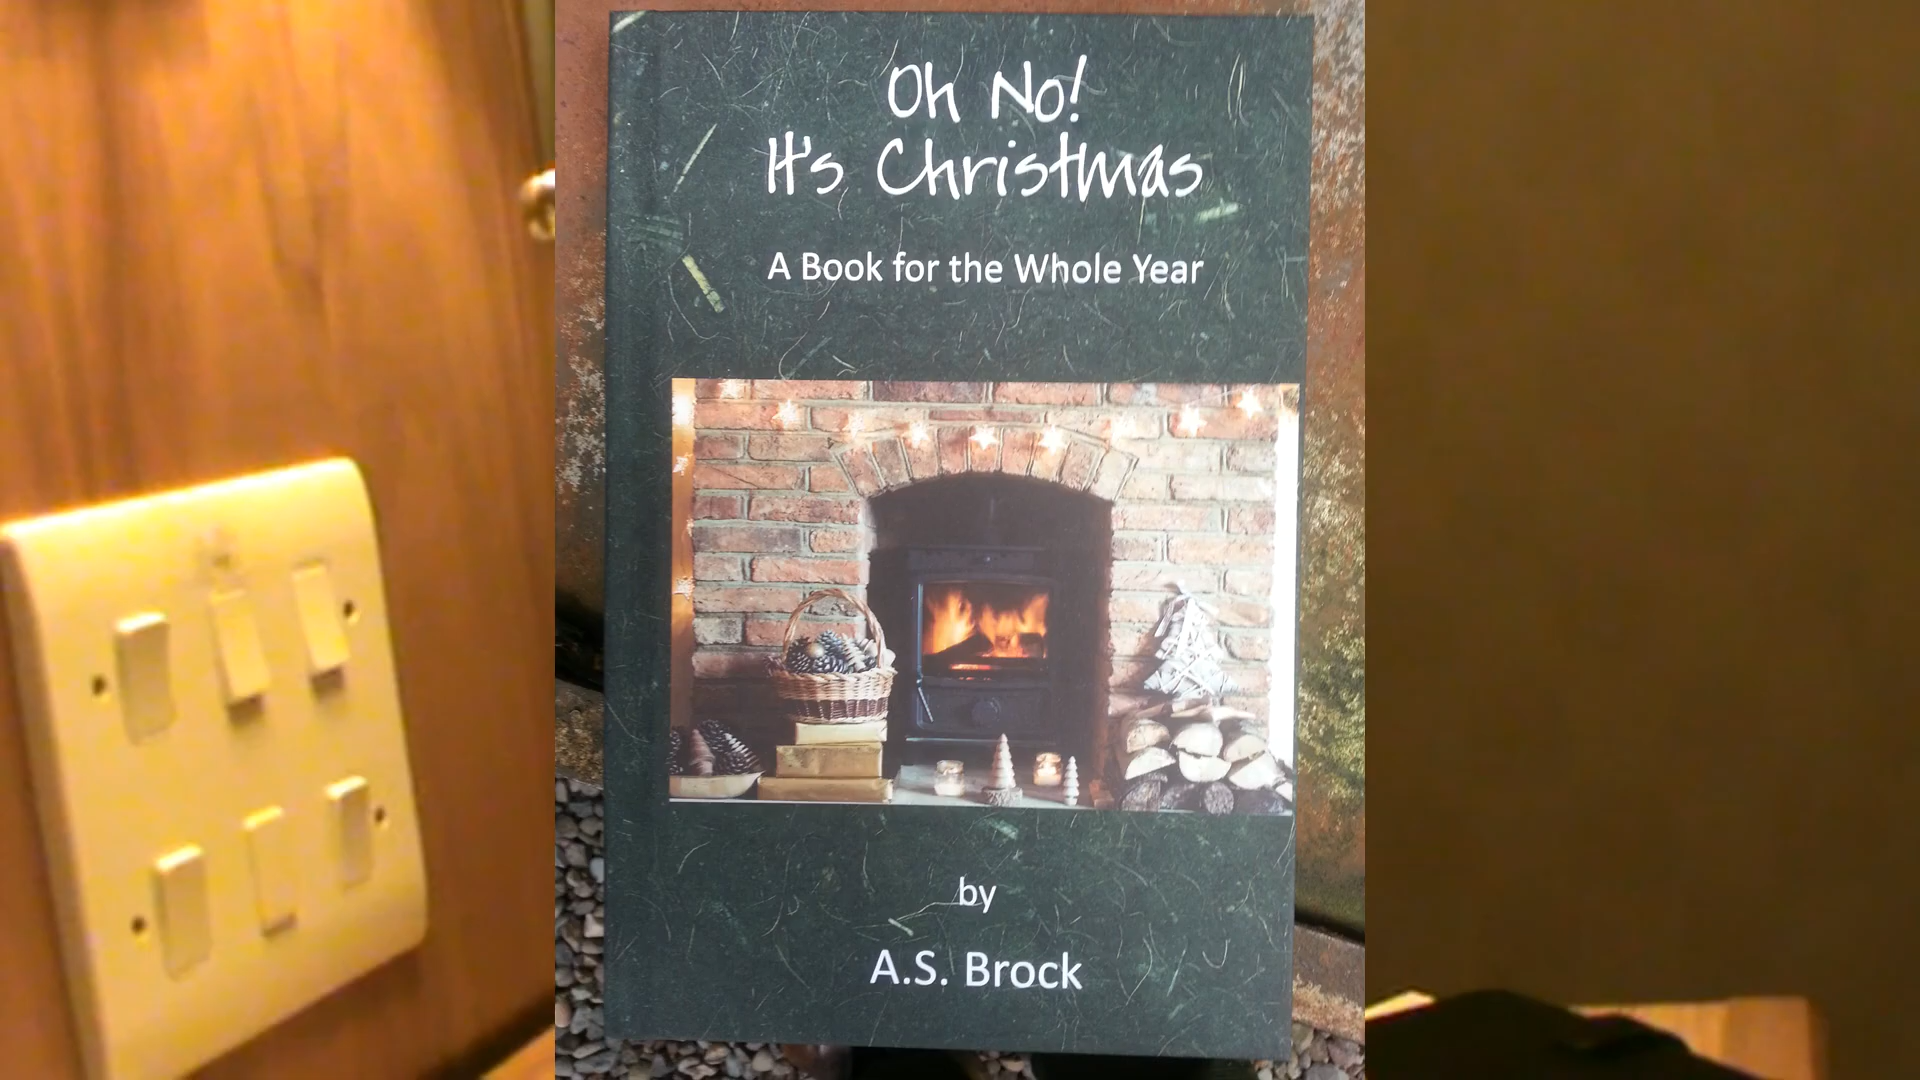 Oh No!
It's Christmas
A Book for the Whole Year
by
A.S. Brock